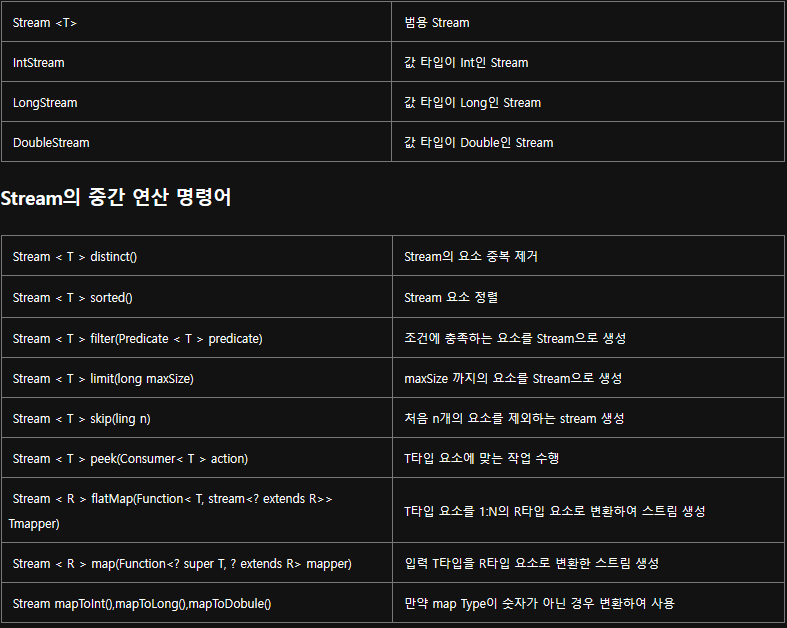 Stream <T> 범용 Stream
IntStream 값 타입이 Int인 Stream
LongStream 값 타입이 Long인 Stream
DoubleStream 값 타입이 Double인 Stream
Stream의 중간 연산 명령어
Stream < T > distinct() Stream의 요소 중복 제거
Stream < T > sorted() Stream 요소 정렬
Stream < T > filter(Predicate < T > predicate) 조건에 충족하는 요소를 Stream으로 생성
Stream < T > limit(long maxSize) maxSize 까지의 요소를 Stream으로 생성
Stream < T > skip(ling n) 처음 n개의 요소를 제외하는 stream 생성
Stream < T > peek(Consumer< T > action) T타입 요소에 맞는 작업 수행
Stream < R > flatMap(Function< T, stream<? extends R>>
Tmapper)
T타입 요소를 1:N의 R타입 요소로 변환하여 스트림 생성
Stream < R > map(Function<? super T, ? extends R> mapper) 입력 T타입을 R타입 요소로 변환한 스트림 생성
Stream mapToInt(),mapToLong(),mapToDobule() 만약 map Type이 숫자가 아닌 경우 변환하여 사용